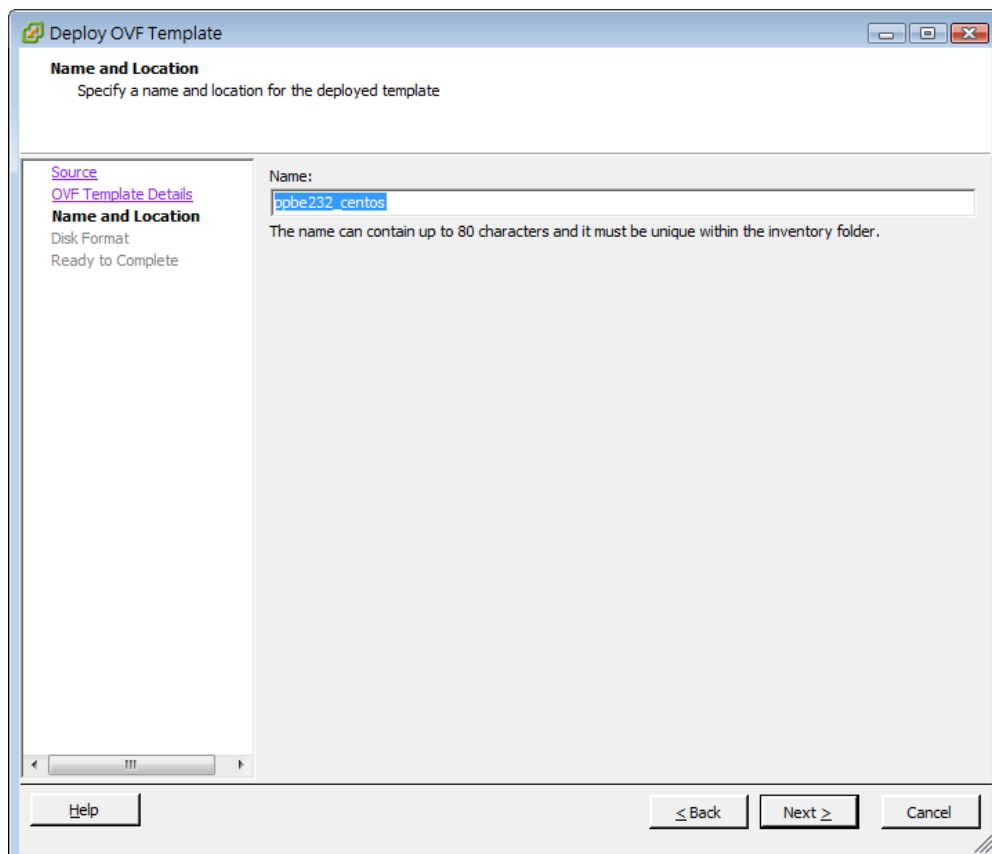 Deploy OVF Template
Name and Location
Specify a name and location for the deployed template
Source
OVF Template Details
Name and Location
Disk Format
Ready to Complete
Name:
ppbe232_centos
The name can contain up to 80 characters and it must be unique within the inventory folder.
Help
< Back
Next >
Cancel